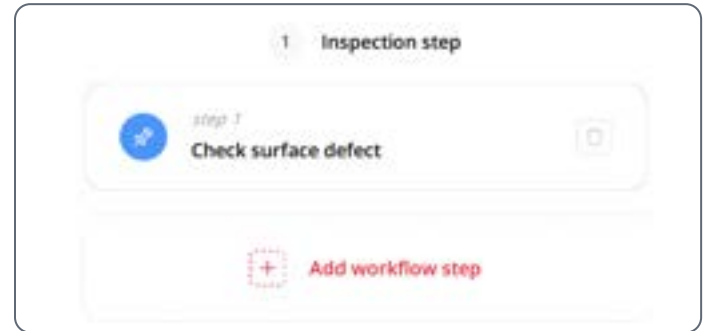 1 Inspection step
step 1
Check surface defect
+ Add workflow step